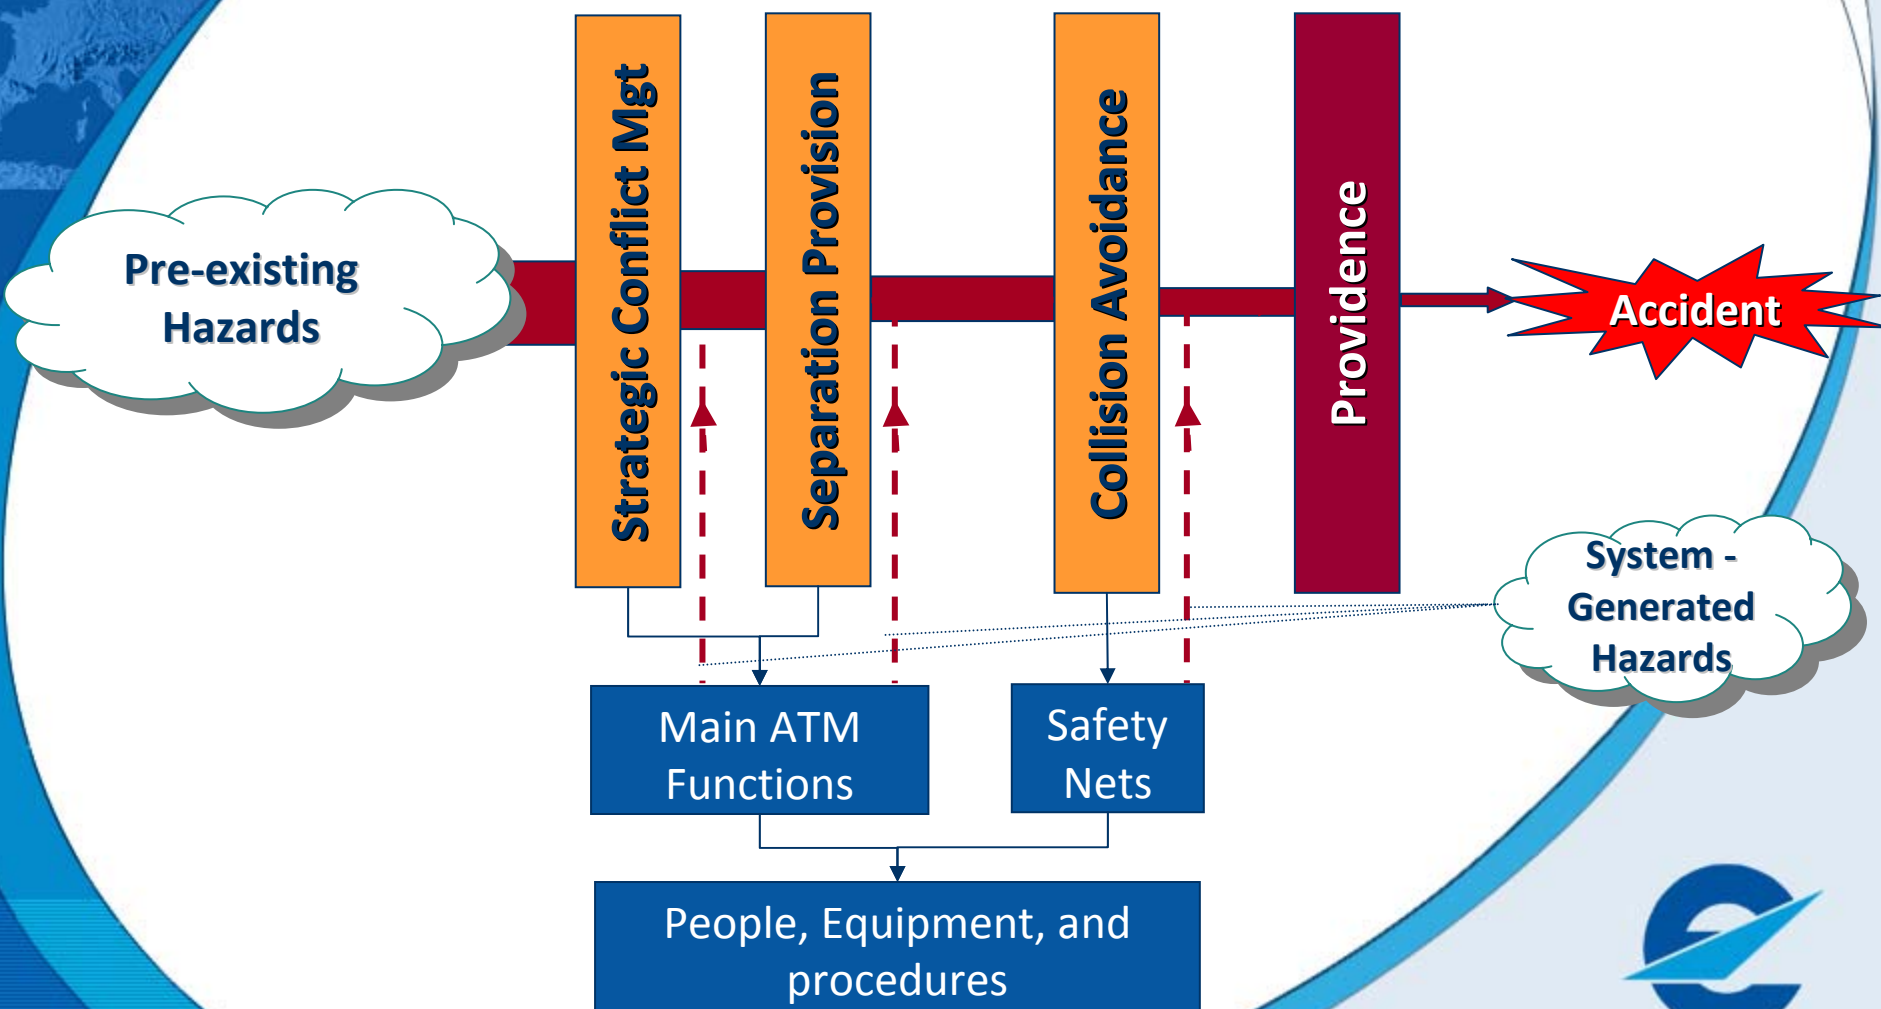 Pre-existing
Hazards
Strategic Conflict Mgt
Separation Provision
Collision Avoidance
Providence
Accident
System -
Generated
Hazards
Main ATM
Functions
Safety
Nets
People, Equipment, and
procedures